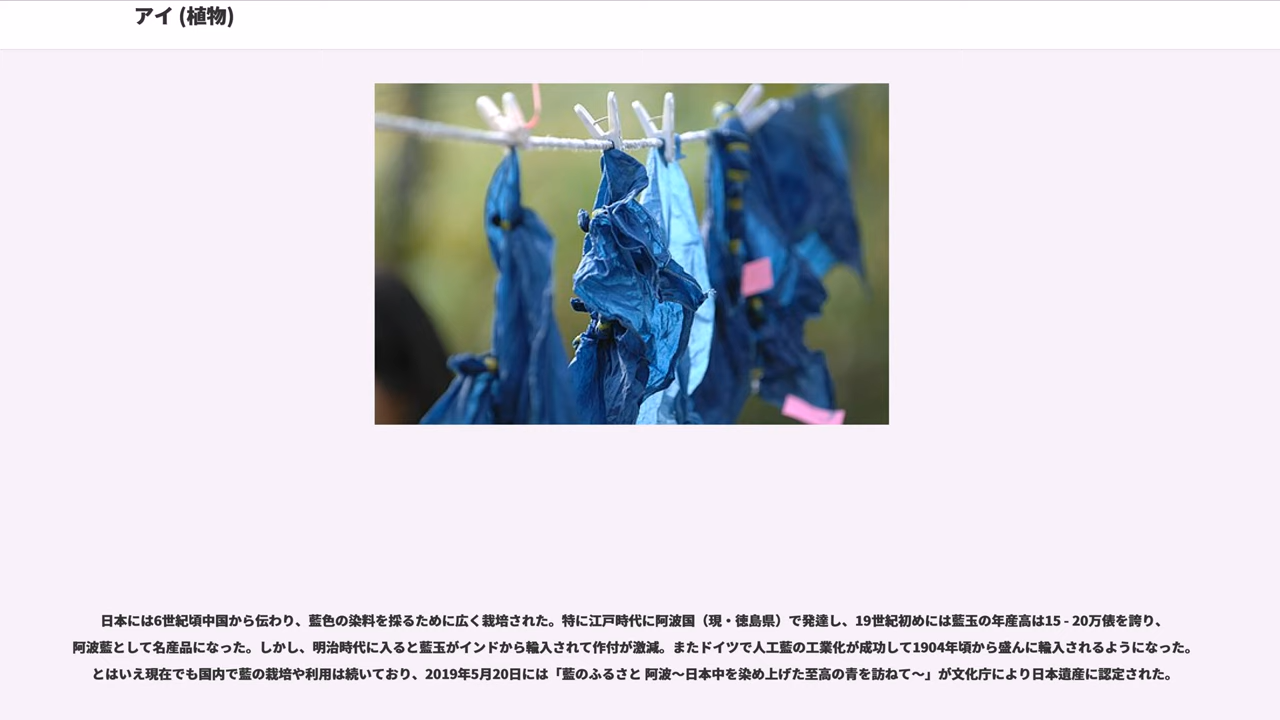 アイ (植物)
日本には6世紀頃中国から伝わり、藍色の染料を採るために広く栽培された。特に江戸時代に阿波国（現・徳島県）で発達し、19世紀初めには藍玉の年産高は15 - 20万俵を誇り、
阿波藍として名産品になった。しかし、明治時代に入ると藍玉がインドから輸入されて作付が激減。またドイツで人工藍の工業化が成功して1904年頃から盛んに輸入されるようになった。
とはいえ現在でも国内で藍の栽培や利用は続いており、2019年5月20日には「藍のふるさと 阿波〜日本中を染め上げた至高の青を訪ねて〜」が文化庁により日本遺産に認定された。